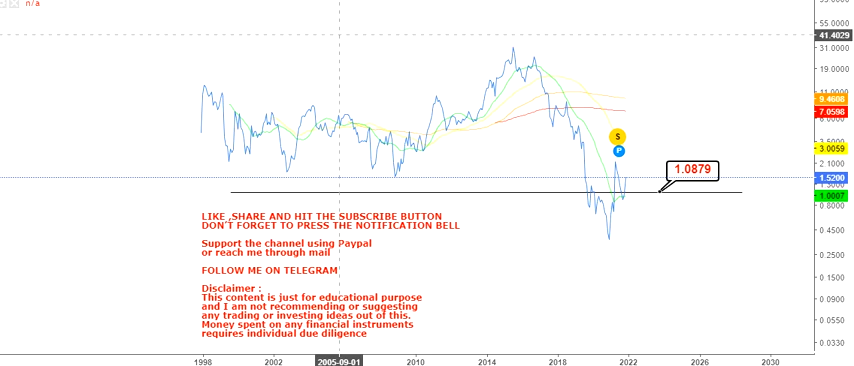 n/a
55.0000
41.4029
31.0000
19.0000
11.0000
9.4608
7.0598
S
P
3.0059
2.1000
1.0879
1.5200
1.0007
0.6000
LIKE ,SHARE AND HIT THE SUBSCRIBE BUTTON
DON'T FORGET TO PRESS THE NOTIFICATION BELL
0.4500
Support the channel using Paypal
or reach me through mail
0.2500
FOLLOW ME ON TELEGRAM
0.1500
Disclaimer :
This content is just for educational purpose
0.0900
and I am not recommending or suggesting
any trading or investing ideas out of this.
0.0550
Money spent on any financial instruments
requires individual due diligence
0.0330
1998 2002 2005-09-01 2010 2014 2018 2022 2026 2030